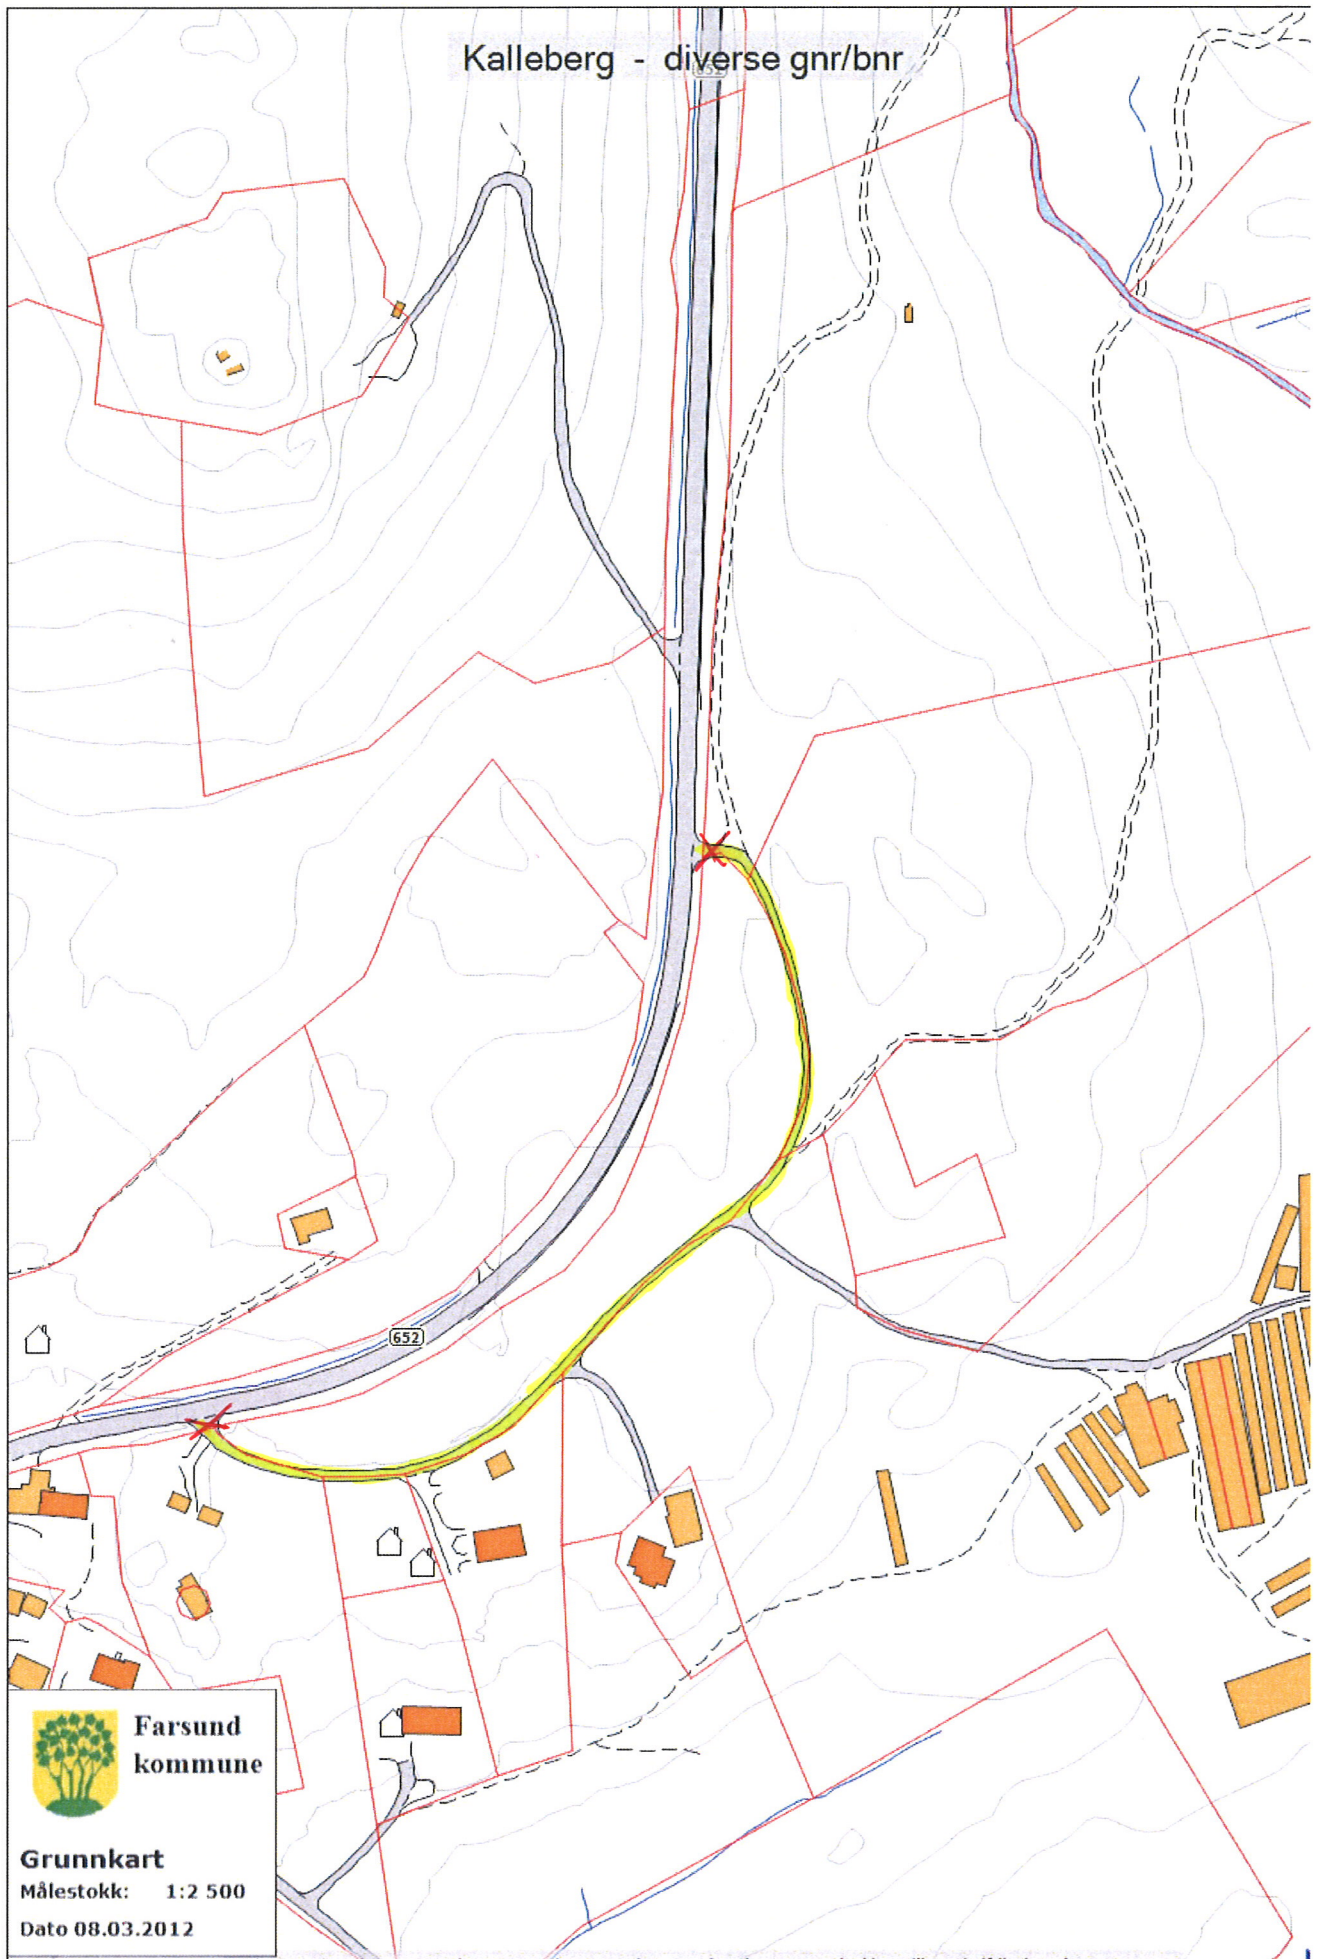 Kalleberg - diverse gnr/bnr
652
652
Farsund
kommune
Grunnkart
Målestokk: 1:2 500
Dato 08.03.2012